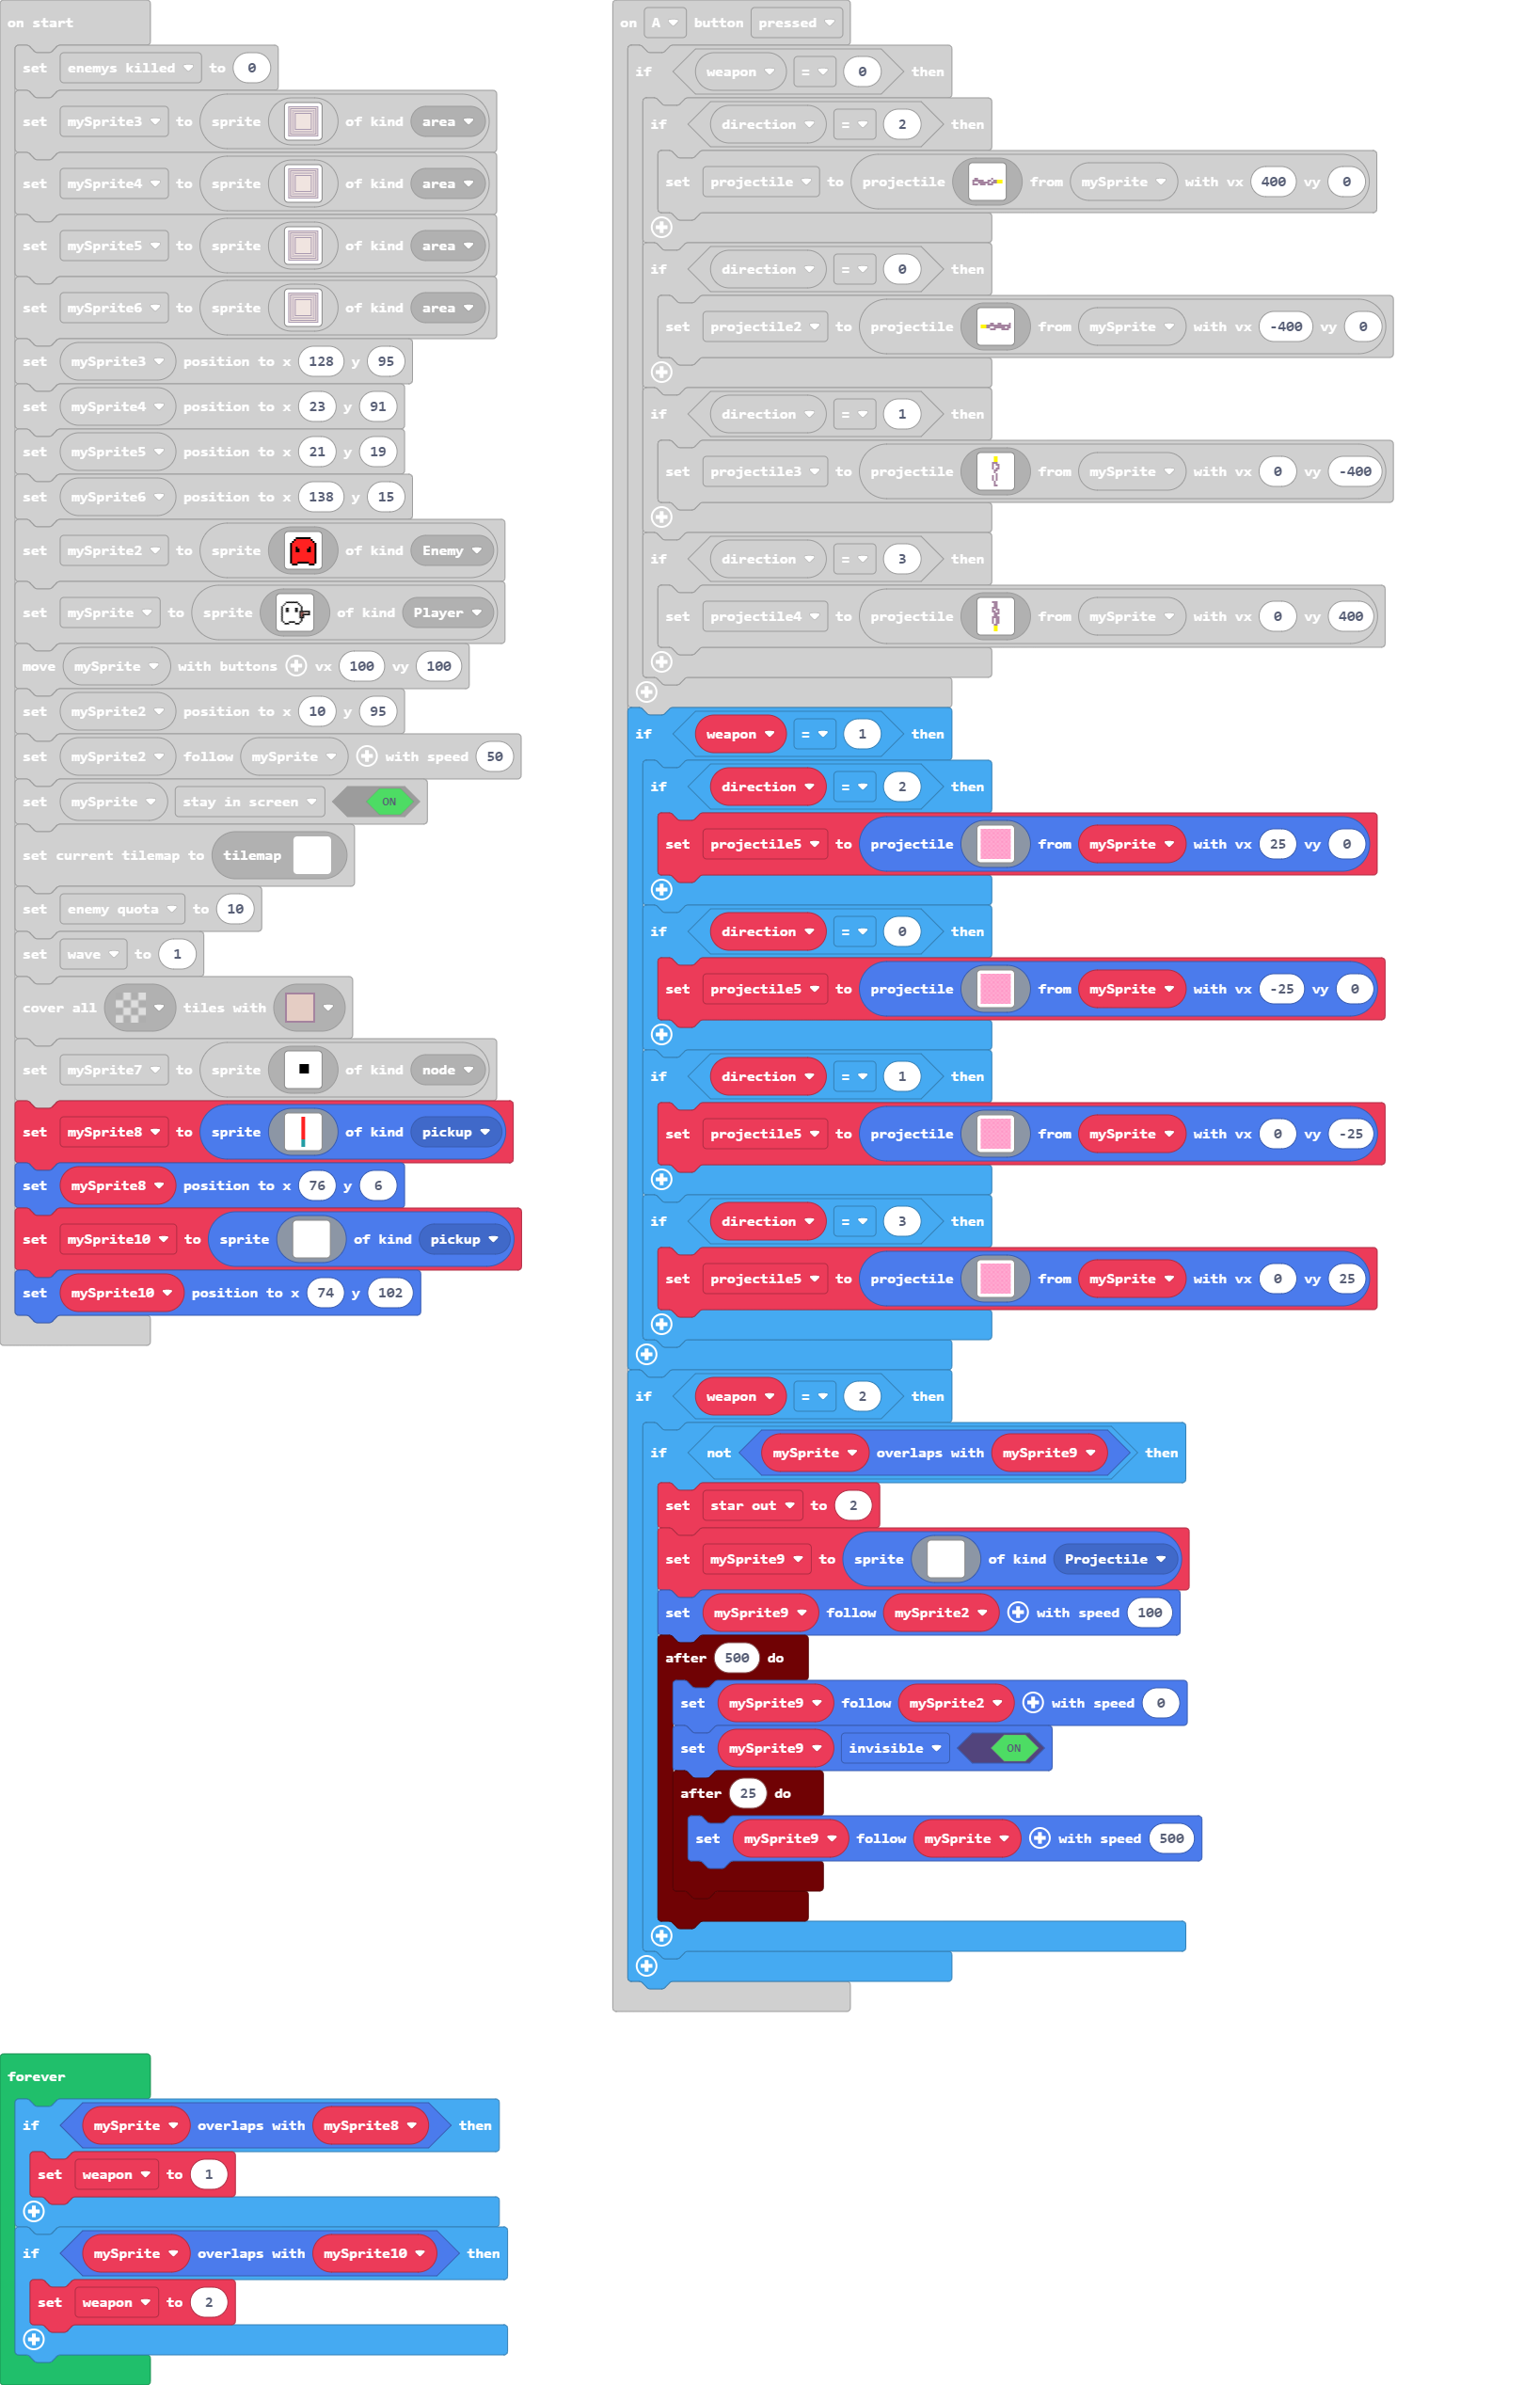 on start
set enemys killed to 0
set mySprite3 to sprite of kind area
set mySprite4 to sprite of kind area
set mySprite5 to sprite of kind area
set mySprite6 to sprite of kind area
set mySprite3 position to x 128 y 95
set mySprite4 position to x 23 y 91
set mySprite5 position to x 21 y 19
set mySprite6 position to x 138 y 15
set mySprite2 to sprite of kind Enemy
set mySprite to sprite of kind Player
move mySprite with buttons vx 100 vy 100
set mySprite2 position to x 10 y 95
set mySprite2 follow mySprite with speed 50
set mySprite stay in screen ON
set current tilemap to tilemap
set enemy quota to 10
set wave to 1
cover all tiles with
set mySprite7 to sprite of kind node
set mySprite8 to sprite of kind pickup
set mySprite8 position to x 76 y 6
set mySprite10 to sprite of kind pickup
set mySprite10 position to x 74 y 102
on A button pressed
if weapon = 0 then
if direction = 2 then
set projectile to projectile from mySprite with vx 400 vy 0
if direction = 0 then
set projectile2 to projectile from mySprite with vx -400 vy 0
if direction = 1 then
set projectile3 to projectile from mySprite with vx 0 vy -400
if direction = 3 then
set projectile4 to projectile from mySprite with vx 0 vy 400
if weapon = 1 then
if direction = 2 then
set projectile5 to projectile from mySprite with vx 25 vy 0
if direction = 0 then
set projectile5 to projectile from mySprite with vx -25 vy 0
if direction = 1 then
set projectile5 to projectile from mySprite with vx 0 vy -25
if direction = 3 then
set projectile5 to projectile from mySprite with vx 0 vy 25
if weapon = 2 then
if not mySprite overlaps with mySprite9 then
set star out to 2
set mySprite9 to sprite of kind Projectile
set mySprite9 follow mySprite2 with speed 100
after 500 do
set mySprite9 follow mySprite2 with speed 0
set mySprite9 invisible ON
after 25 do
set mySprite9 follow mySprite with speed 500
forever
if mySprite overlaps with mySprite8 then
set weapon to 1
if mySprite overlaps with mySprite10 then
set weapon to 2